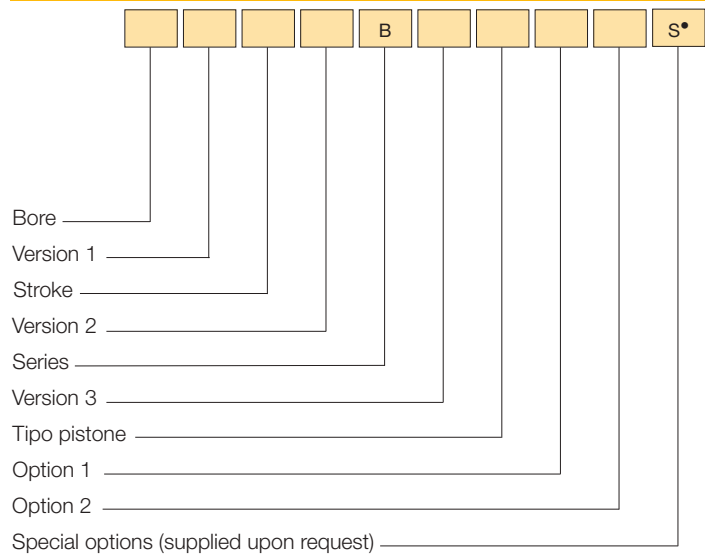 B S•
Bore
Version 1
Stroke
Version 2
Series
Version 3
Tipo pistone
Option 1
Option 2
Special options (supplied upon request)